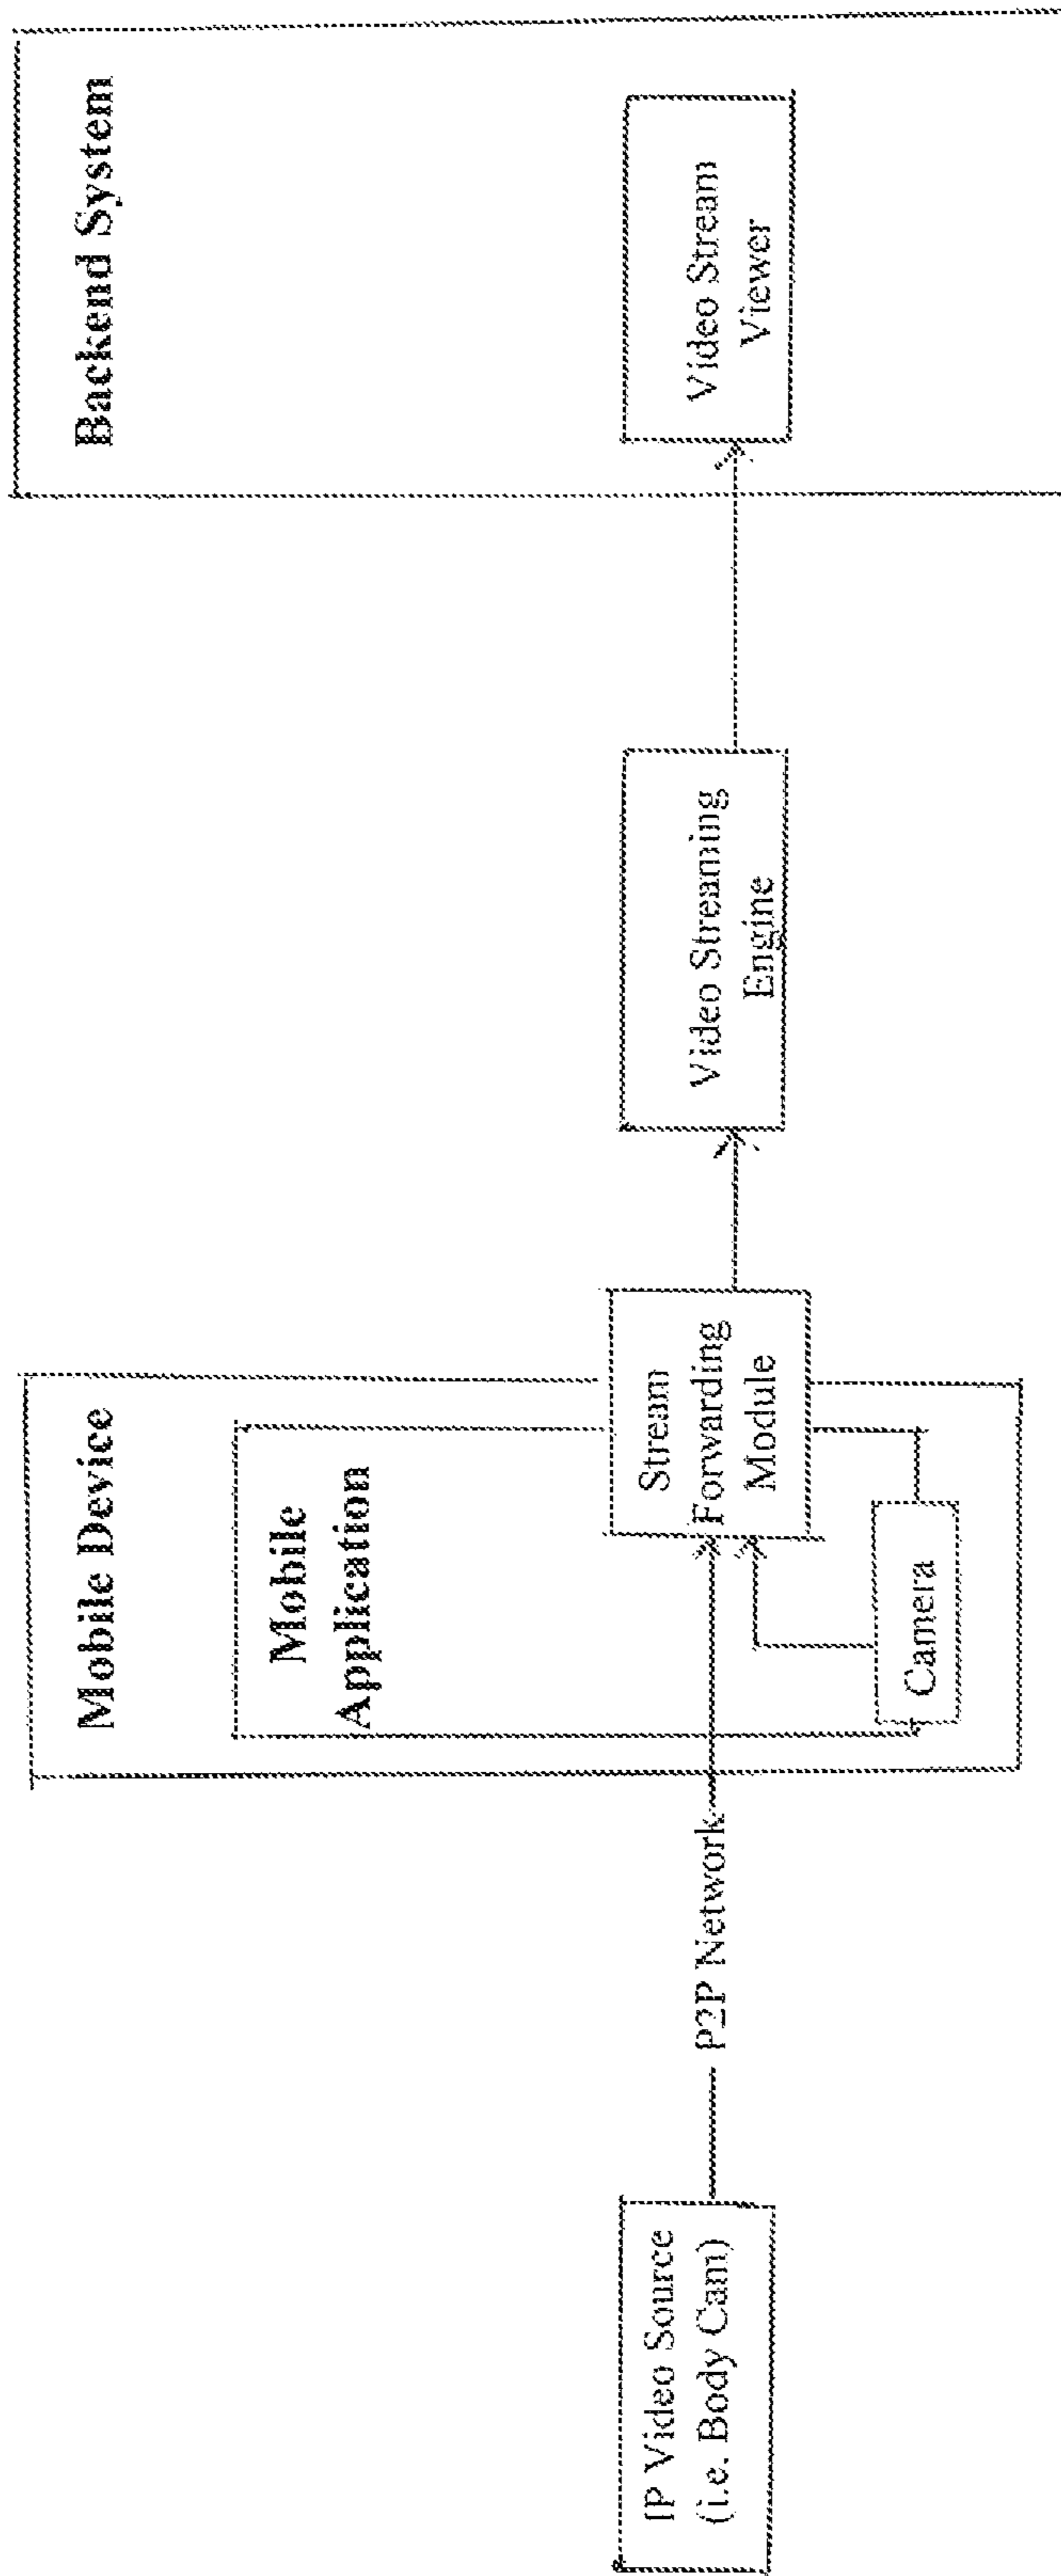 IP Video Source
(i.e. Body Cam)
P2P Network
Mobile Device
Mobile
Application
Stream
Forwarding
Module
Camera
Video Streaming
Engine
Backend System
Video Stream
Viewer